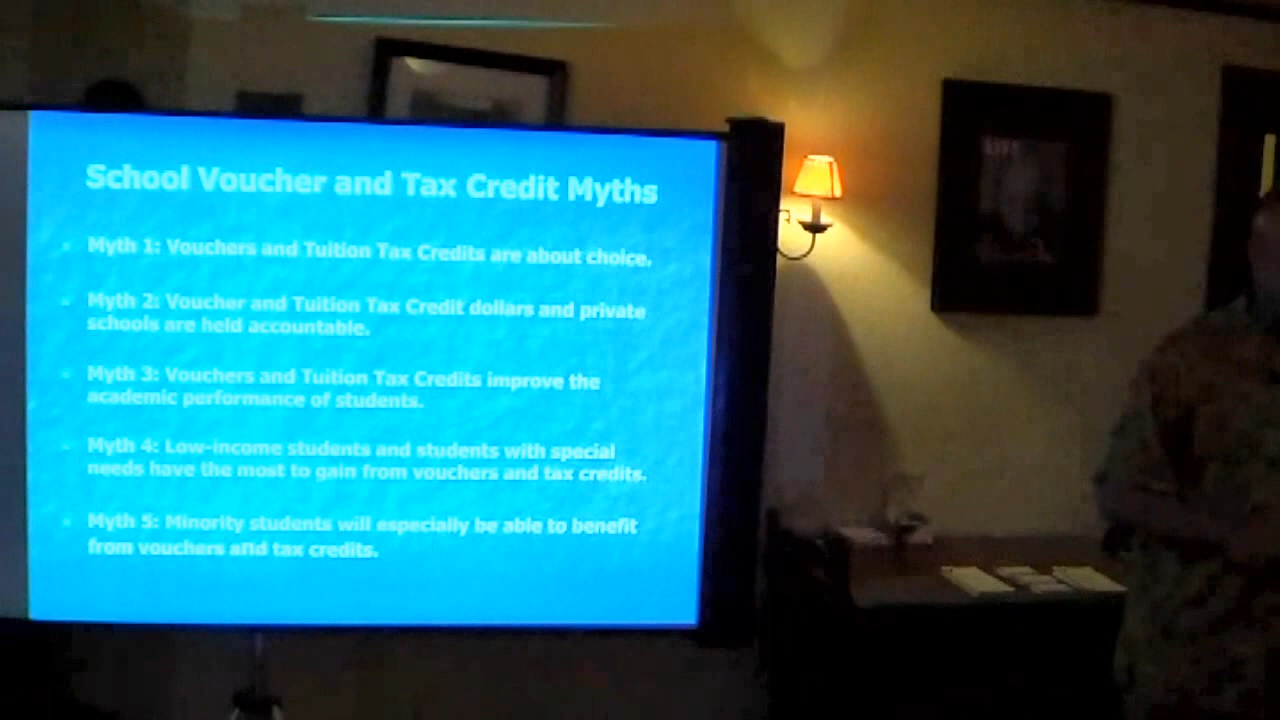 School Voucher and Tax Credit Myths
Myth 1: Vouchers and Tuition Tax Credits are about choice.
Myth 2: Voucher and Tuition Tax Credit dollars and private
schools are held accountable.
Myth 3: Vouchers and Tuition Tax Credits improve the
academic performance of students.
Myth 4: Low-income students and students with special
needs have the most to gain from vouchers and tax credits.
Myth 5: Minority students will especially be able to benefit
from vouchers and tax credits.